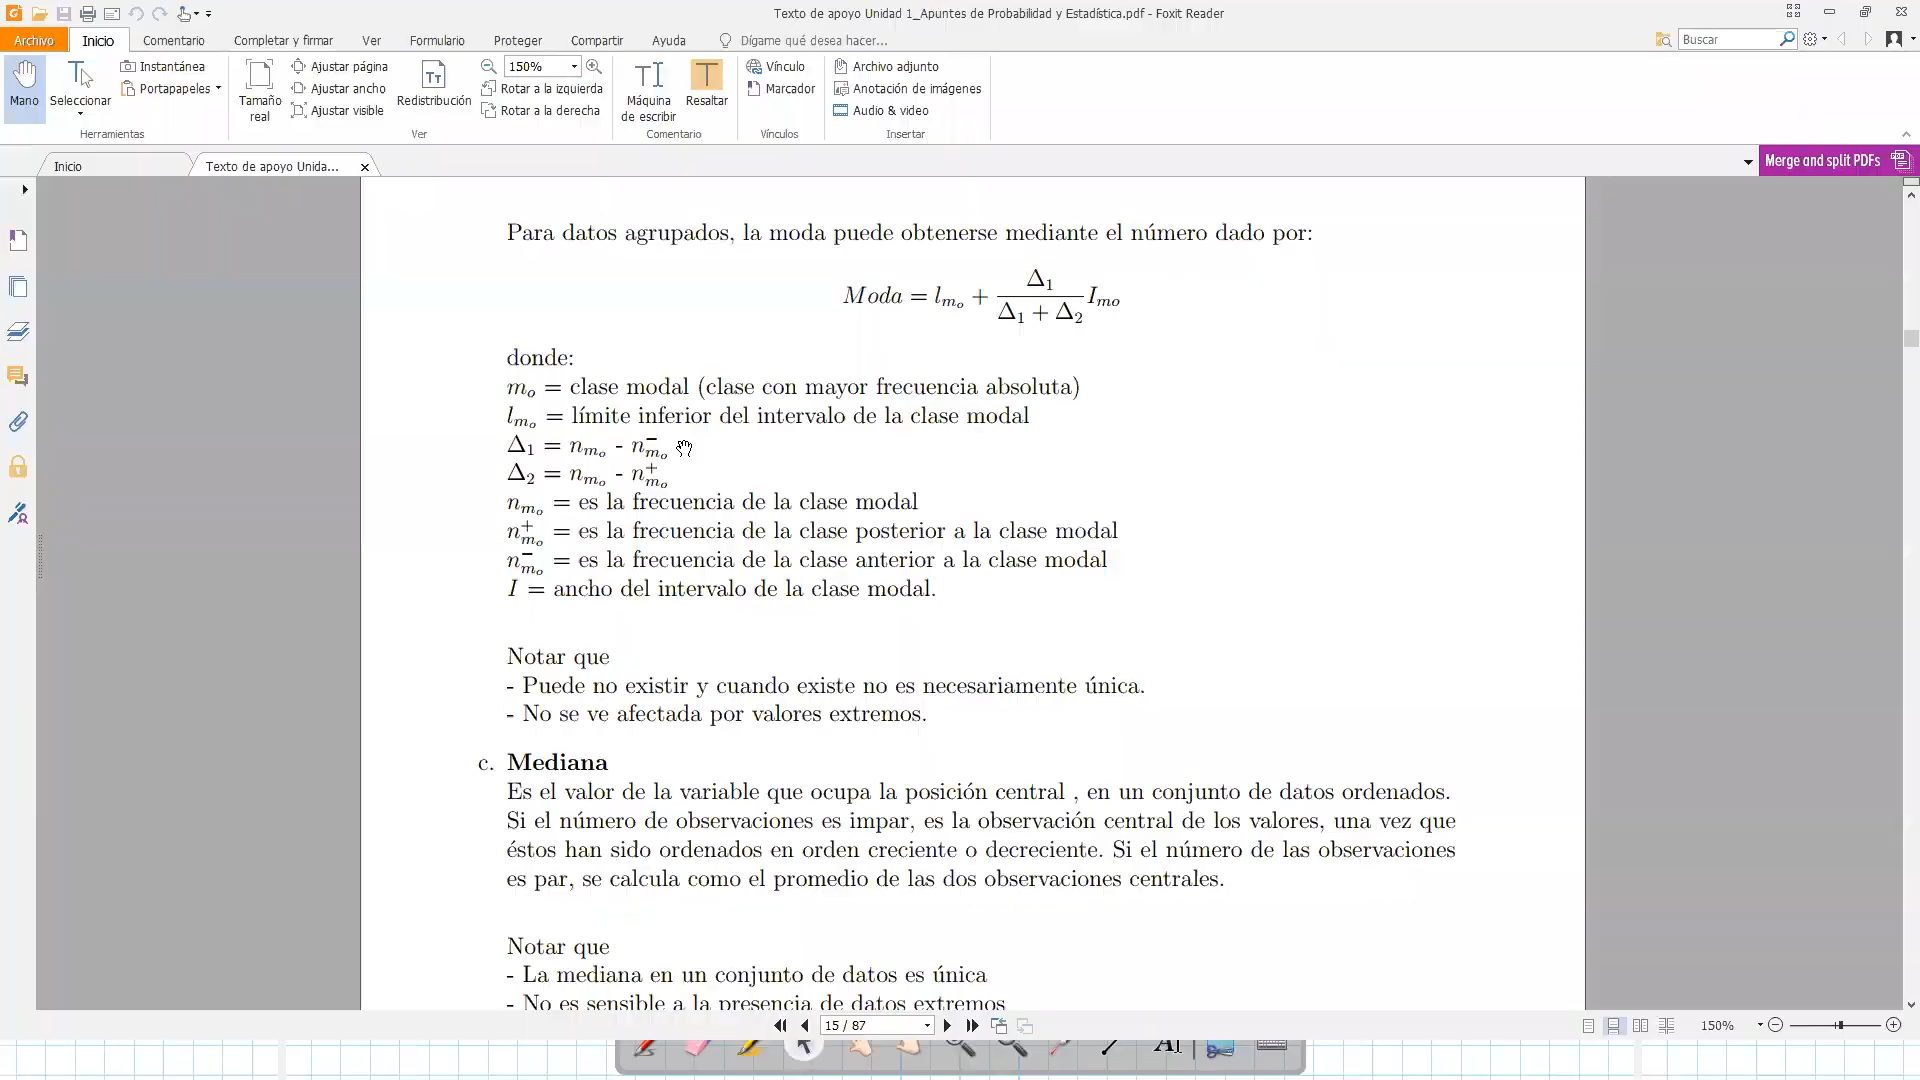 Texto de apoyo Unidad 1_Apuntes de Probabilidad y Estadística.pdf - Foxit Reader
Archivo Inicio Comentario Completar y firmar Ver Formulario Proteger Compartir Ayuda Dígame qué desea hacer... Buscar
Mano
Seleccionar
Instantánea
Portapapeles
Herramientas
Tamaño real
Ajustar página
Ajustar ancho
Ajustar visible
Redistribución
150%
Rotar a la izquierda
Rotar a la derecha
Ver
Máquina de escribir
Resaltar
Comentario
Vínculo
Marcador
Vínculos
Archivo adjunto
Anotación de imágenes
Audio & video
Insertar
Inicio
Texto de apoyo Unida...
Merge and split PDFs
Para datos agrupados, la moda puede obtenerse mediante el número dado por:
Moda = l_{m_o} + \frac{Δ_1}{Δ_1 + Δ_2} I_{mo}
donde:
m_o = clase modal (clase con mayor frecuencia absoluta)
l_{m_o} = límite inferior del intervalo de la clase modal
Δ_1 = n_{m_o} - n^-_{m_o}
Δ_2 = n_{m_o} - n^+_{m_o}
n_{m_o} = es la frecuencia de la clase modal
n^+_{m_o} = es la frecuencia de la clase posterior a la clase modal
n^-_{m_o} = es la frecuencia de la clase anterior a la clase modal
I = ancho del intervalo de la clase modal.
Notar que
- Puede no existir y cuando existe no es necesariamente única.
- No se ve afectada por valores extremos.
c. Mediana
Es el valor de la variable que ocupa la posición central , en un conjunto de datos ordenados.
Si el número de observaciones es impar, es la observación central de los valores, una vez que
éstos han sido ordenados en orden creciente o decreciente. Si el número de las observaciones
es par, se calcula como el promedio de las dos observaciones centrales.
Notar que
- La mediana en un conjunto de datos es única
- No es sensible a la presencia de datos extremos
15 / 87
150%